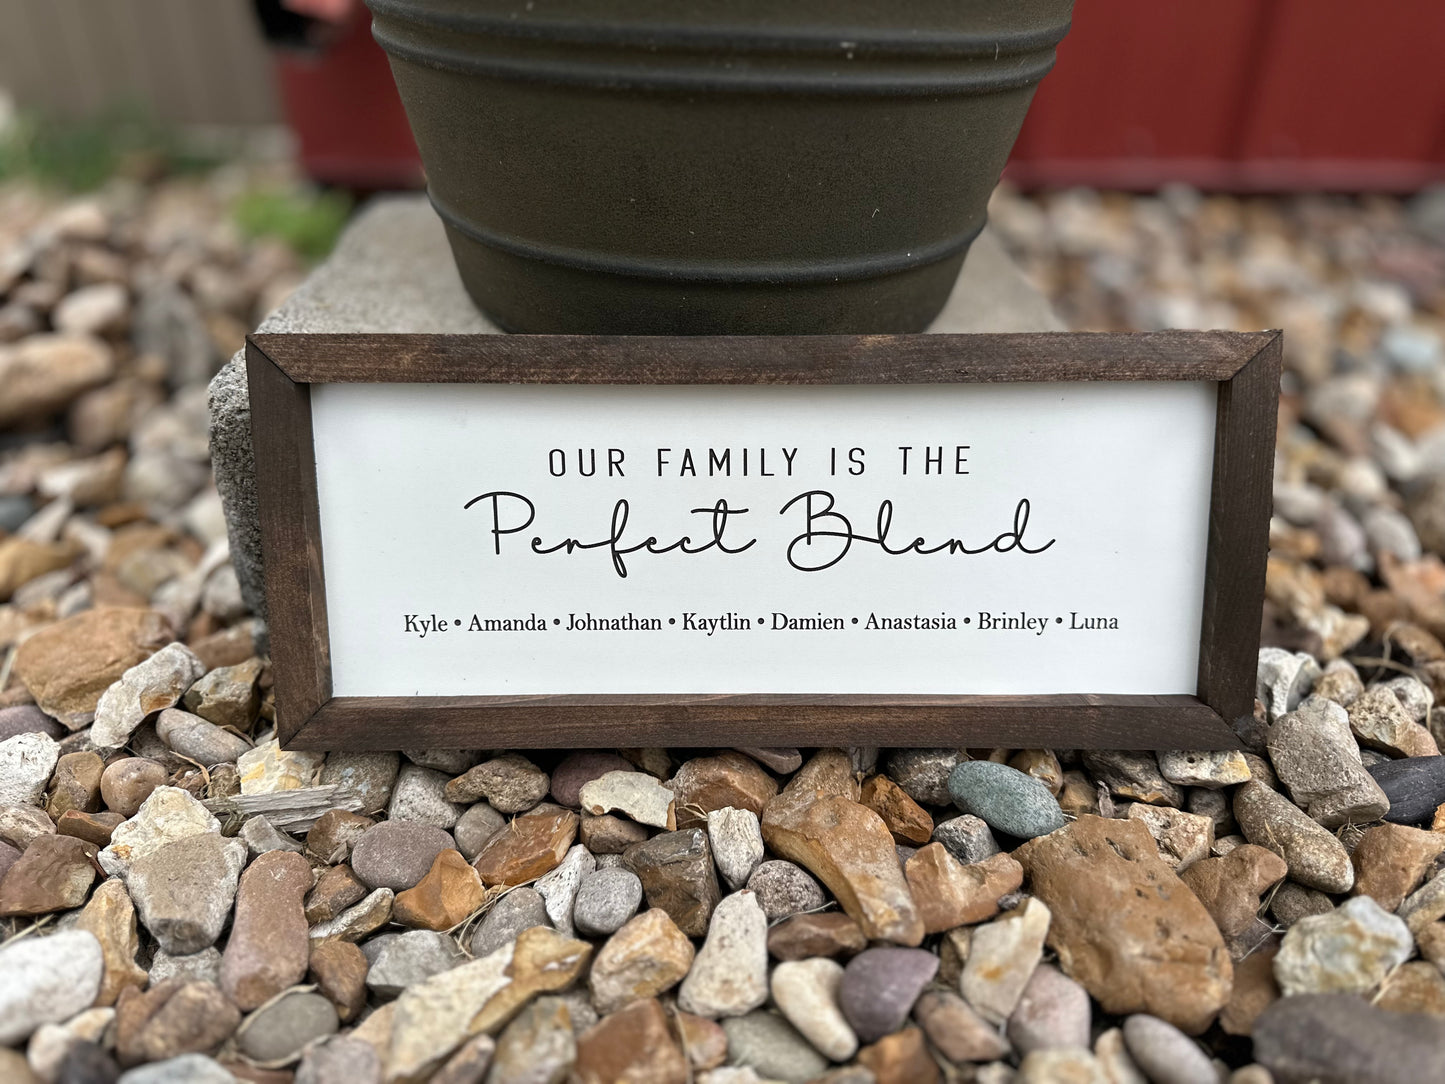 OUR FAMILY IS THE
Perfect Blend
Kyle • Amanda • Johnathan • Kaytlin • Damien • Anastasia • Brinley • Luna